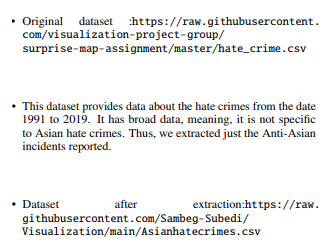 • Original dataset :https://raw.githubusercontent.
com/visualization-project-group/
surprise-map-assignment/master/hate_crime.csv
• This dataset provides data about the hate crimes from the date
1991 to 2019. It has broad data, meaning, it is not specific
to Asian hate crimes. Thus, we extracted just the Anti-Asian
incidents reported.
• Dataset after extraction:https://raw.
githubusercontent.com/Sambeg-Subedi/
Visualization/main/Asianhatecrimes.csv